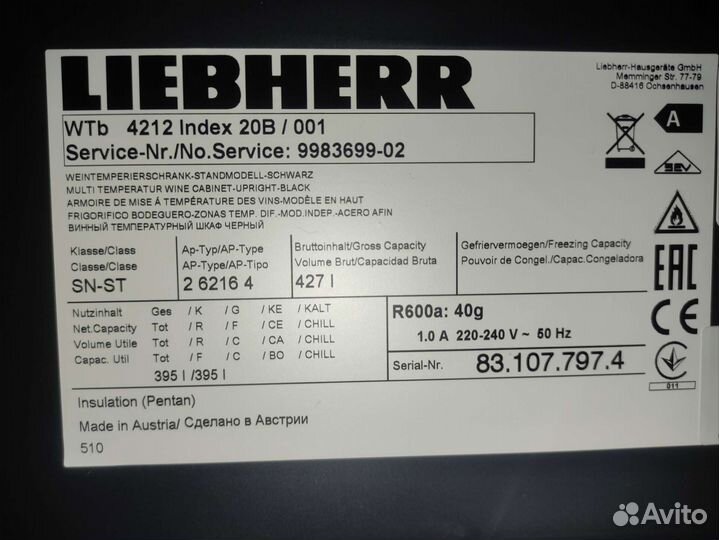 LIEBHERR
Liebherr-Hausgeräte GmbH
Memminger Str. 77-79
D-88416 Ochsenhausen
WTb 4212 Index 20B / 001
Service-Nr./No.Service: 9983699-02
A
SEV
WEINTEMPERIERSCHRANK-STANDMODELL-SCHWARZ
MULTI TEMPERATUR WINE CABINET-UPRIGHT-BLACK
ARMOIRE DE MISE À TEMPÉRATURE DES VINS-MODÈLE EN HAUT
FRIGORIFICO BODEGUERO-ZONAS TEMP. DIF.-MOD.INDEP.-ACERO AFIN
ВИННЫЙ ТЕМПЕРАТУРНЫЙ ШКАФ ЧЕРНЫЙ
Klasse/Class
Classe/Clase
SN-ST
Ap-Typ/AP-Type
AP-Type/AP-Tipo
2 6216 4
Bruttoinhalt/Gross Capacity
Volume Brut/Capacidad Bruta
427 l
Gefriervermoegen/Freezing Capacity
Pouvoir de Congel./Capac.Congeladora
EAC
CE
Nutzinhalt Ges / K / G / KE / KALT
Net.Capacity Tot / R / F / CE / CHILL
Volume Utile Tot / R / C / CA / CHILL
Capac. Util Tot / F / C / BO / CHILL
395 l /395 l
R600a: 40g
1.0 A 220-240 V ~ 50 Hz
Serial-Nr. 83.107.797.4
011
Insulation (Pentan)
Made in Austria/ Сделано в Австрии
510
Avito